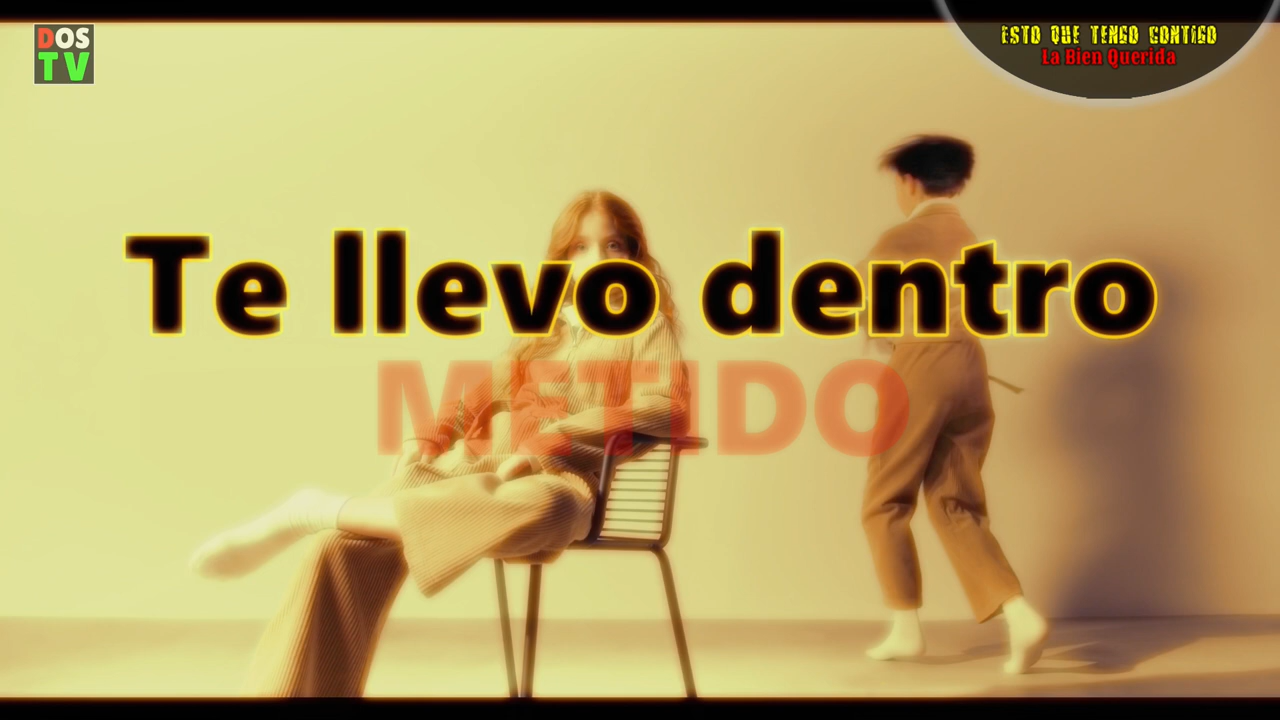 DOS
TV
ESTO QUE TENGO CONTIGO
La Bien Querida
Te llevo dentro
METIDO